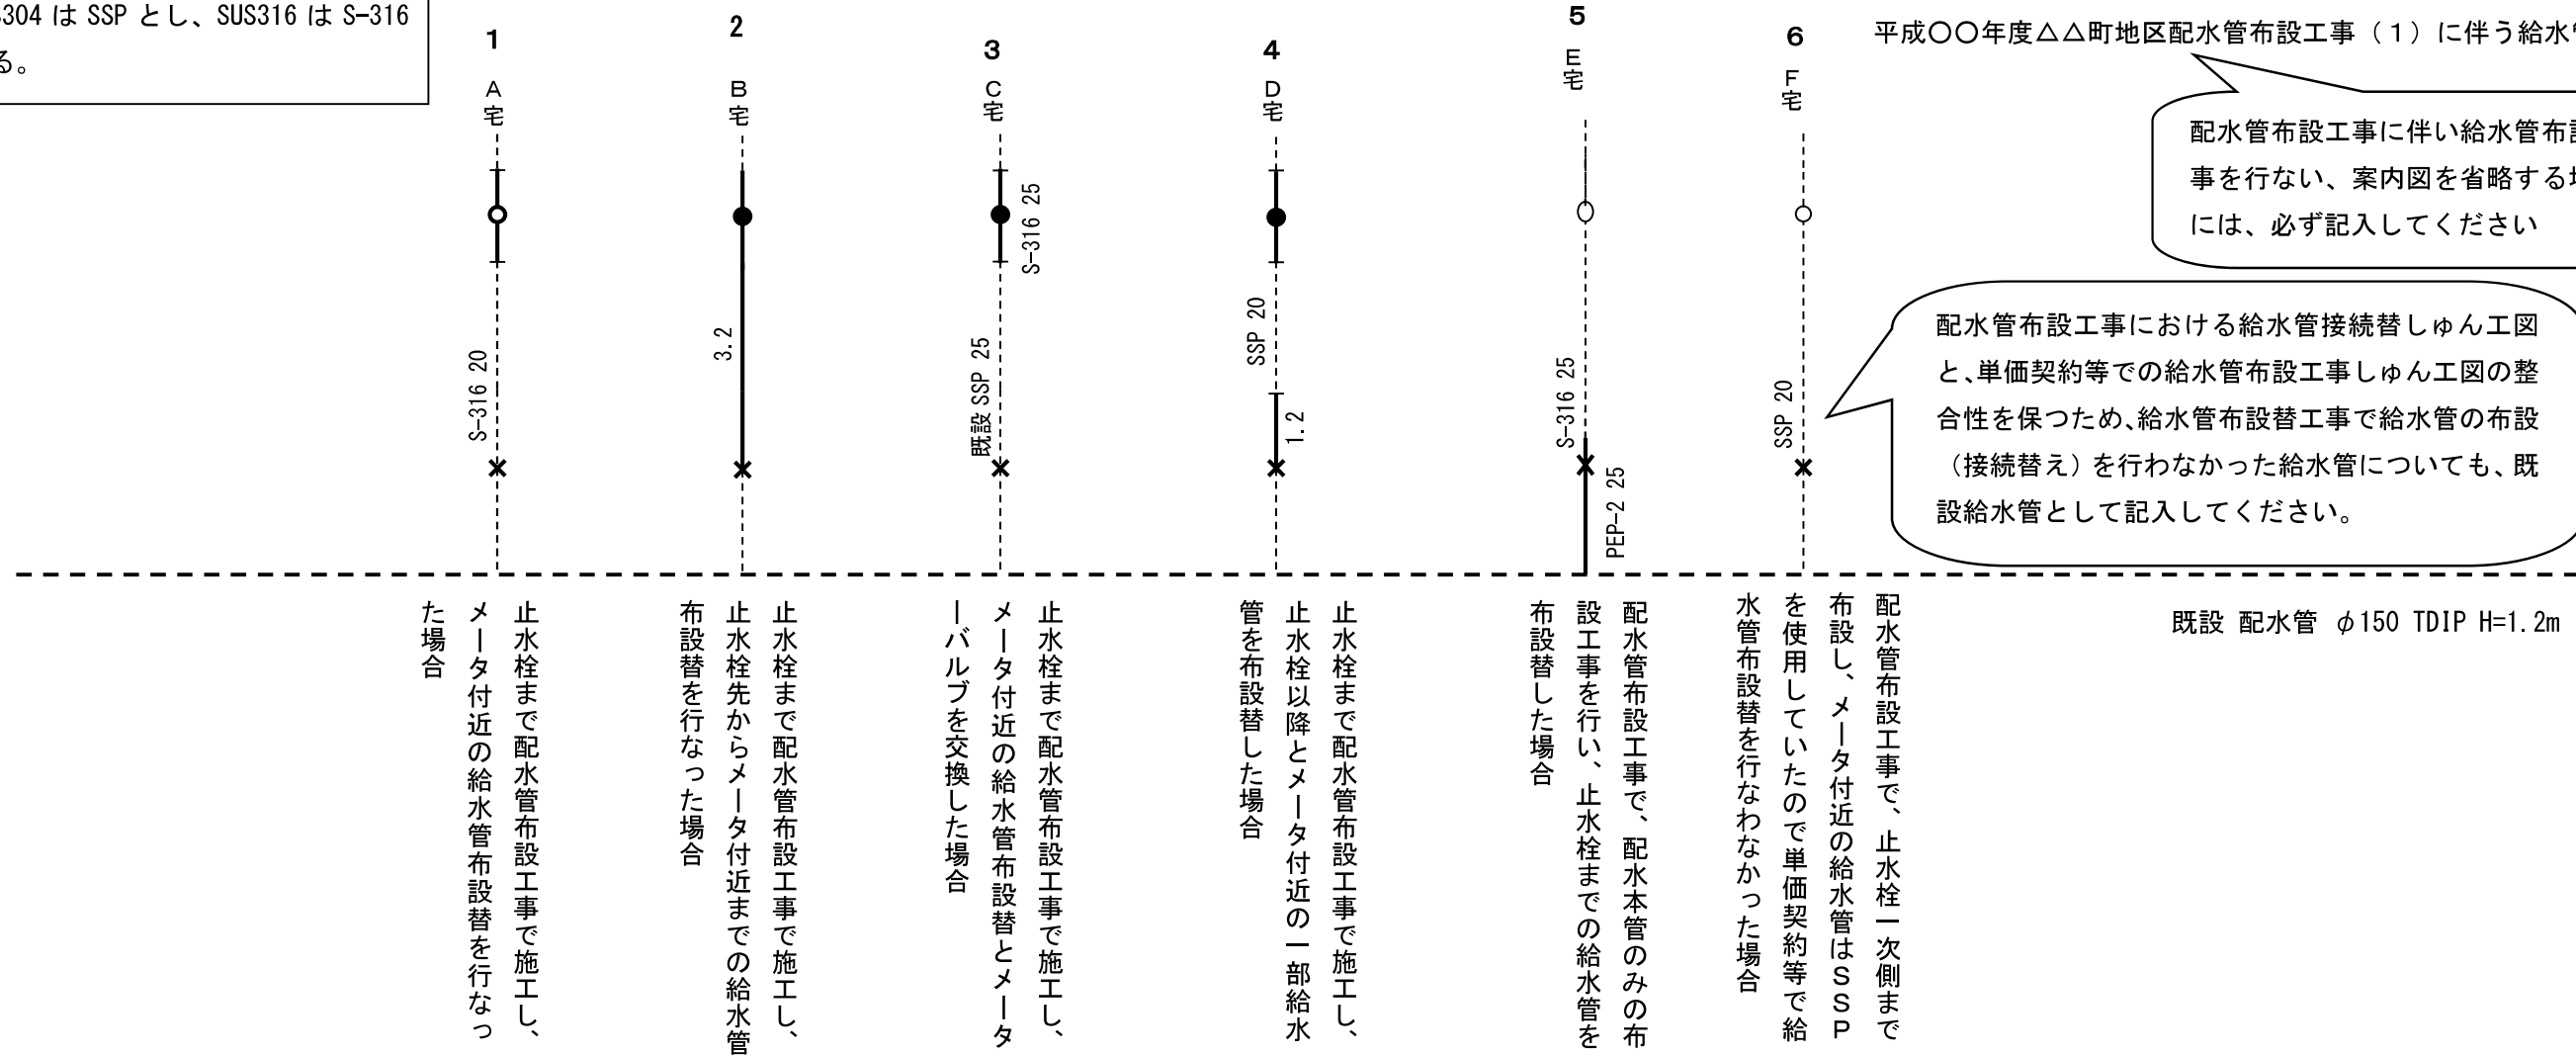 304 は SSP とし、SUS316 は S-316
る。
1
A宅
S-316 20
2
B宅
3.2
3
C宅
S-316 25
既設 SSP 25
4
D宅
SSP 20
1.2
5
E宅
S-316 25
PEP-2 25
6
F宅
SSP 20
平成〇〇年度△△町地区配水管布設工事（１）に伴う給水
配水管布設工事に伴い給水管布
事を行ない、案内図を省略する
には、必ず記入してください
配水管布設工事における給水管接続替しゅん工図
と、単価契約等での給水管布設工事しゅん工図の整
合性を保つため、給水管布設替工事で給水管の布設
（接続替え）を行わなかった給水管についても、既
設給水管として記入してください。
既設 配水管 φ150 TDIP H=1.2m
止水栓まで配水管布設工事で施工し、
メータ付近の給水管布設替を行なっ
た場合
止水栓まで配水管布設工事で施工し、
止水栓先からメータ付近までの給水管
布設替を行なった場合
止水栓まで配水管布設工事で施工し、
メータ付近の給水管布設替とメータ
ーバルブを交換した場合
止水栓まで配水管布設工事で施工し、
止水栓以降とメータ付近の一部給水
管を布設替した場合
配水管布設工事で、配水本管のみの布
設工事を行い、止水栓までの給水管を
布設替した場合
配水管布設工事で、止水栓一次側まで
布設し、メータ付近の給水管はＳＳＰ
を使用していたので単価契約等で給
水管布設替を行なわなかった場合